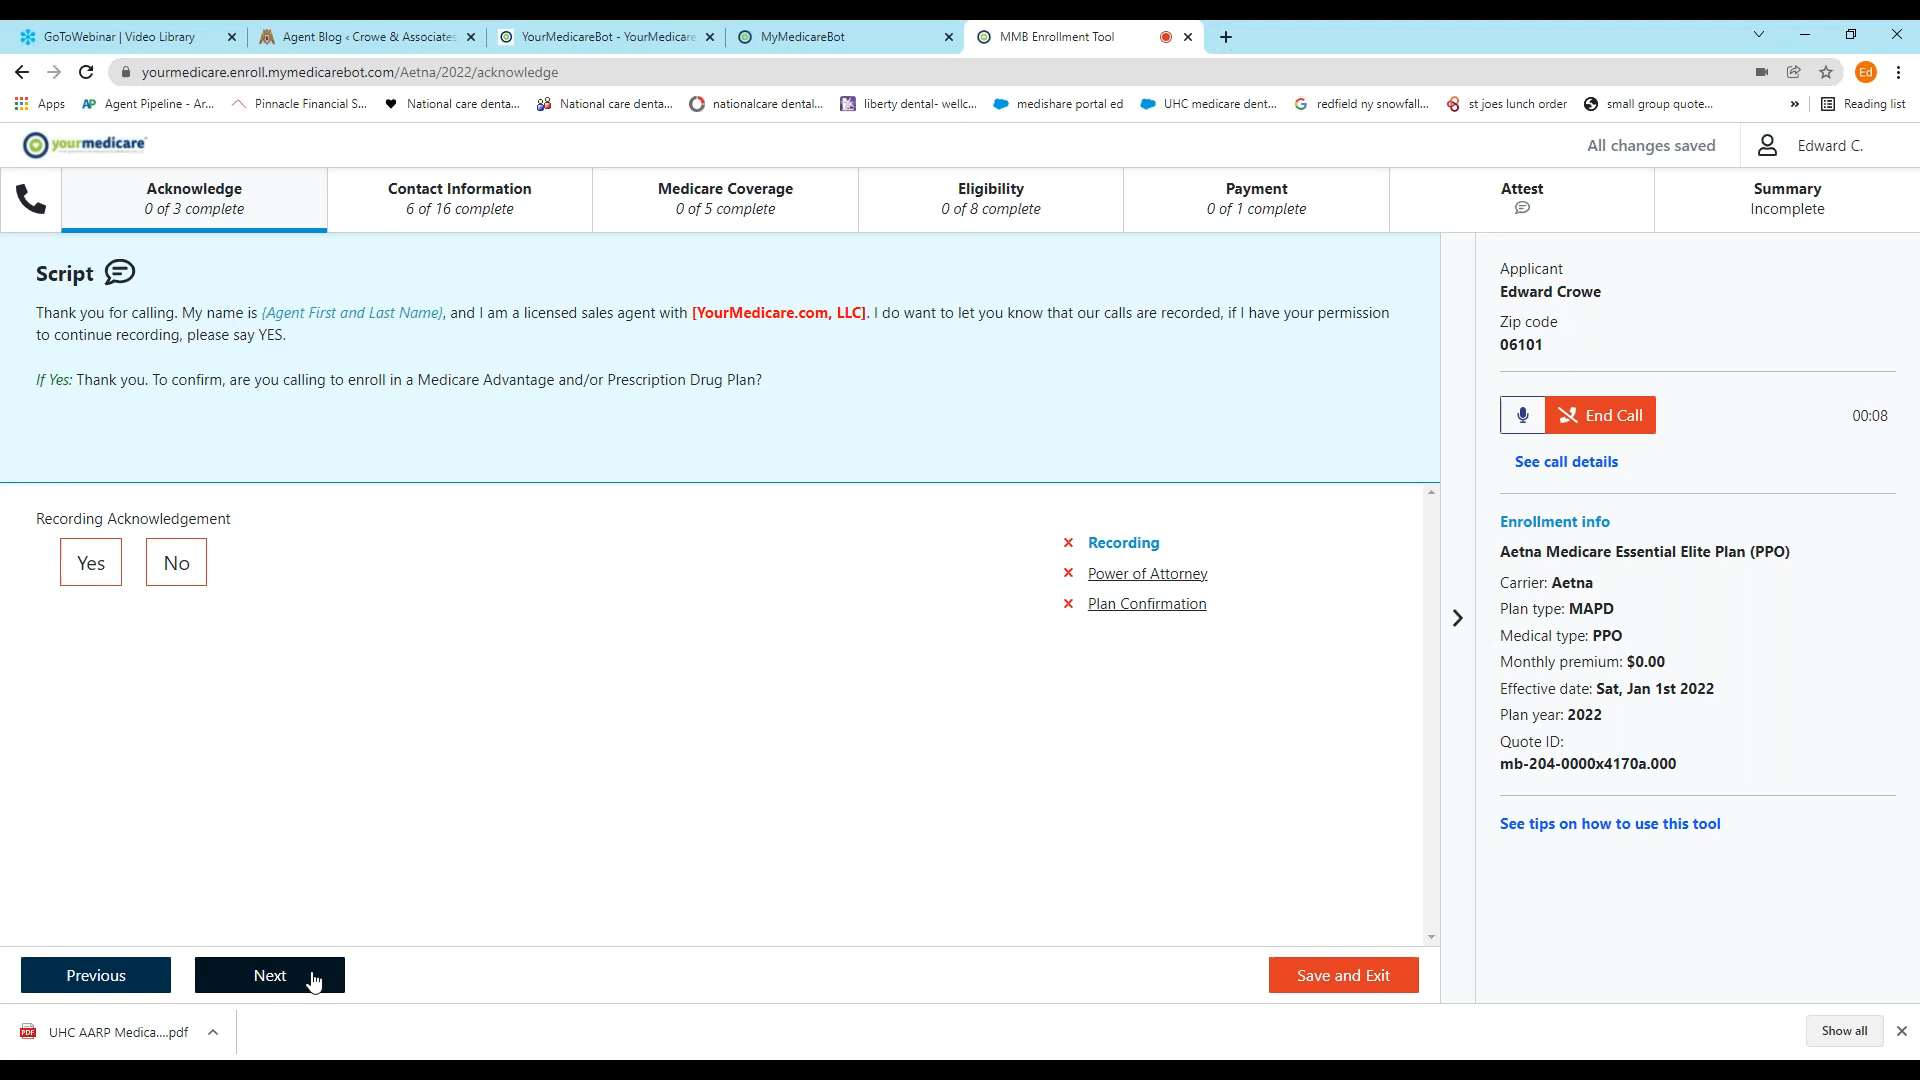 GoToWebinar | Video Library
Agent Blog ‹ Crowe & Associates
YourMedicareBot - YourMedicare
MyMedicareBot
MMB Enrollment Tool
yourmedicare.enroll.mymedicarebot.com/Aetna/2022/acknowledge
Ed
Apps
AP Agent Pipeline - Ar...
Pinnacle Financial S...
National care denta...
National care denta...
nationalcare dental...
liberty dental- wellc...
medishare portal ed
UHC medicare dent...
redfield ny snowfall...
st joes lunch order
small group quote...
»
Reading list
yourmedicare
All changes saved
Edward C.
Acknowledge
0 of 3 complete
Contact Information
6 of 16 complete
Medicare Coverage
0 of 5 complete
Eligibility
0 of 8 complete
Payment
0 of 1 complete
Attest
Summary
Incomplete
Script
Thank you for calling. My name is {Agent First and Last Name}, and I am a licensed sales agent with [YourMedicare.com, LLC]. I do want to let you know that our calls are recorded, if I have your permission
to continue recording, please say YES.
If Yes: Thank you. To confirm, are you calling to enroll in a Medicare Advantage and/or Prescription Drug Plan?
Recording Acknowledgement
Yes
No
Recording
Power of Attorney
Plan Confirmation
Previous
Next
Save and Exit
Applicant
Edward Crowe
Zip code
06101
End Call
00:08
See call details
Enrollment info
Aetna Medicare Essential Elite Plan (PPO)
Carrier: Aetna
Plan type: MAPD
Medical type: PPO
Monthly premium: $0.00
Effective date: Sat, Jan 1st 2022
Plan year: 2022
Quote ID:
mb-204-0000x4170a.000
See tips on how to use this tool
PDF
UHC AARP Medica....pdf
Show all